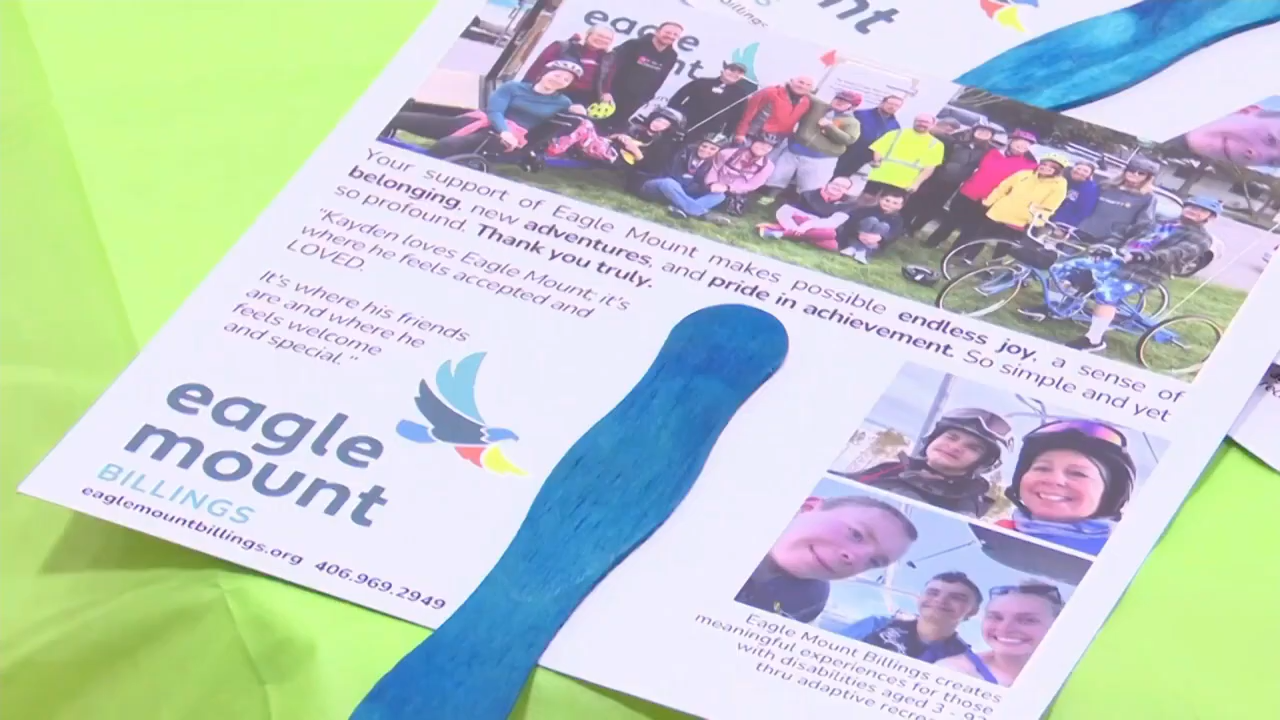 eagle
Your support of Eagle Mount makes possible endless joy, a sense of
belonging, new adventures, and pride in achievement. So simple and yet
so profound. Thank you truly.
"Kayden loves Eagle Mount; it's
where he feels accepted and
LOVED.
It's where his friends
are and where he
feels welcome
and special."
eagle
mount
BILLINGS
eaglemountbillings.org 406.969.2949
Eagle Mount Billings creates
meaningful experiences for those
with disabilities aged 3 -
thru adaptive